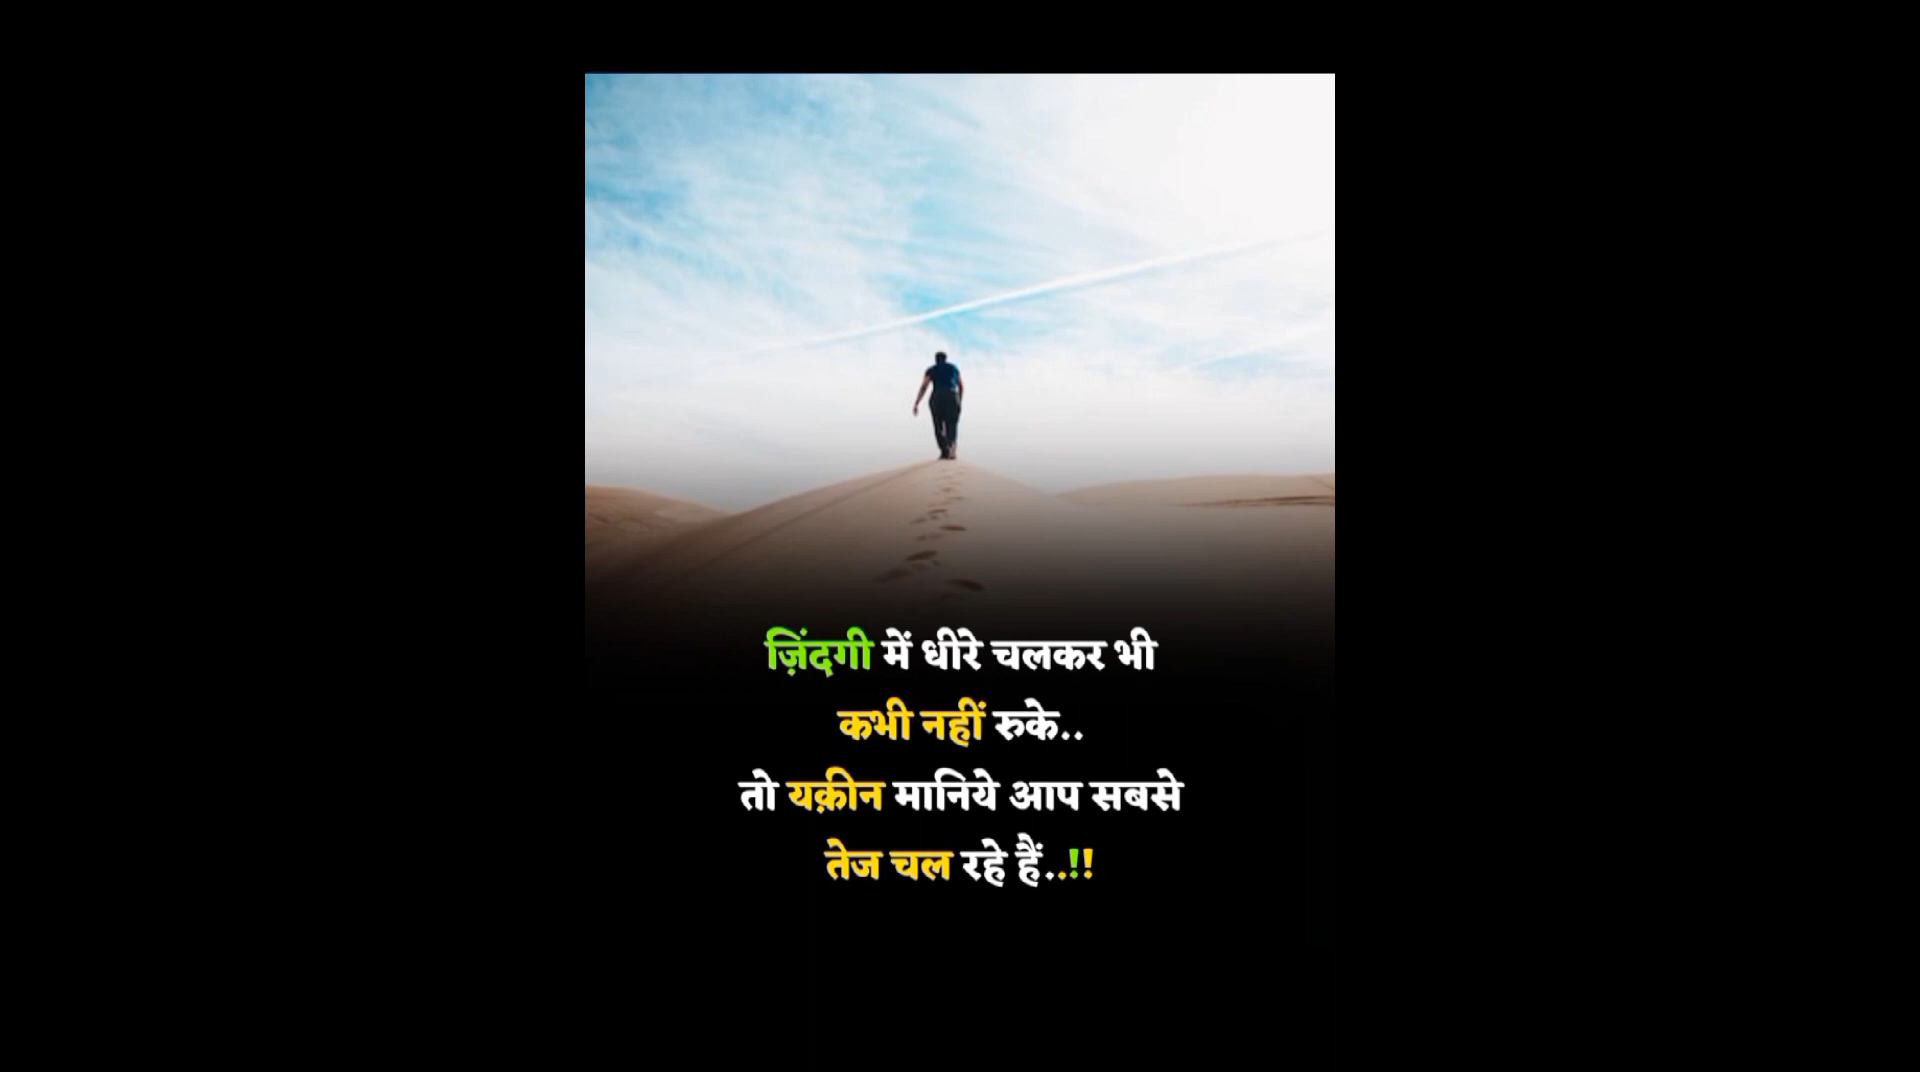 ज़िंदगी में धीरे चलकर भी
कभी नहीं रुके..
तो यक़ीन मानिये आप सबसे
तेज चल रहे हैं..!!